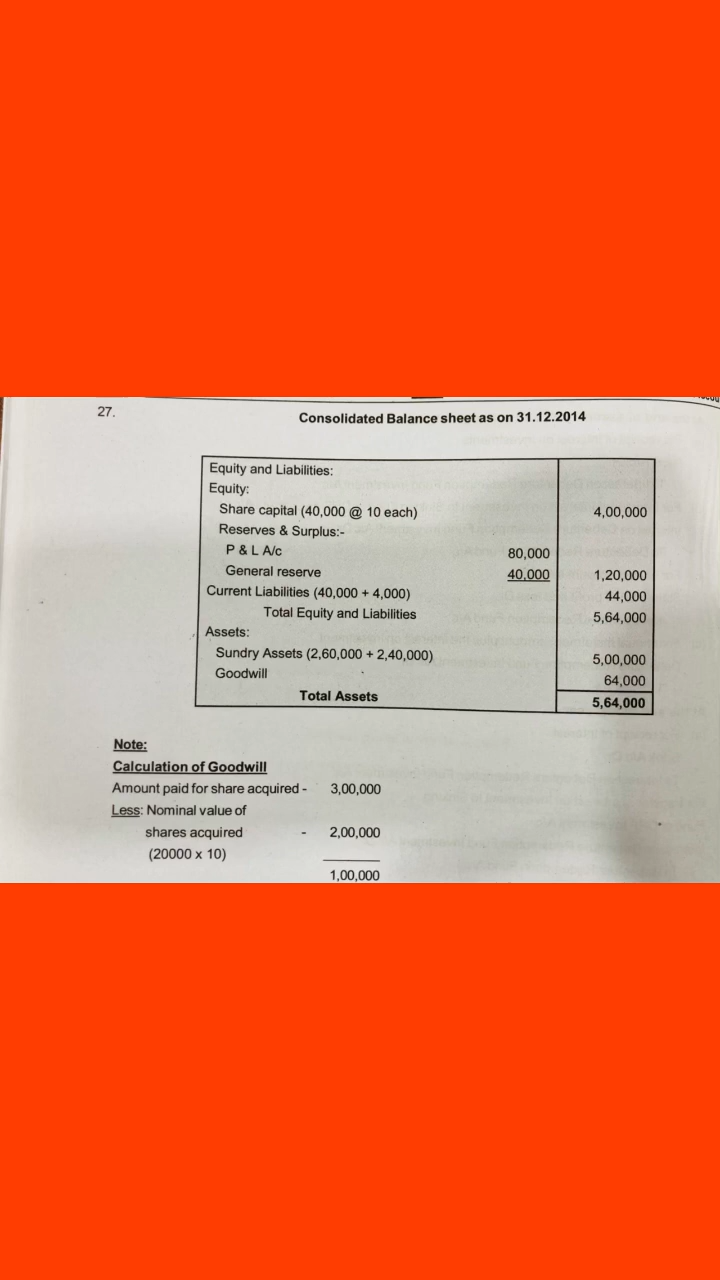 27.
Consolidated Balance sheet as on 31.12.2014
Equity and Liabilities:
Equity:
Share capital (40,000 @ 10 each) 4,00,000
Reserves & Surplus:-
P & L A/c 80,000
General reserve 40,000 1,20,000
Current Liabilities (40,000 + 4,000) 44,000
Total Equity and Liabilities 5,64,000
Assets:
Sundry Assets (2,60,000 + 2,40,000) 5,00,000
Goodwill 64,000
Total Assets 5,64,000
Note:
Calculation of Goodwill
Amount paid for share acquired - 3,00,000
Less: Nominal value of
shares acquired - 2,00,000
(20000 x 10)
1,00,000